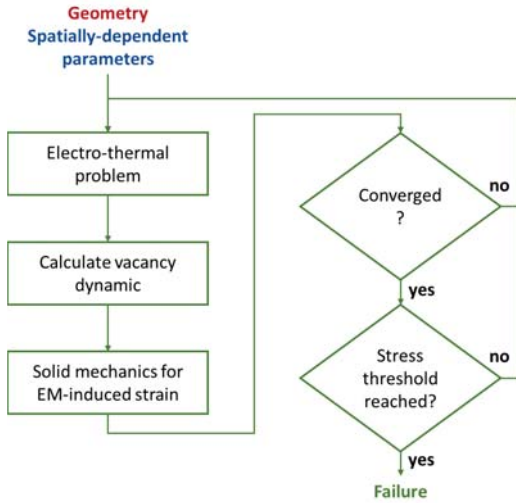 Geometry
Spatially-dependent
parameters
Electro-thermal
problem
Calculate vacancy
dynamic
Solid mechanics for
EM-induced strain
Converged
?
no
yes
Stress
threshold
reached?
no
yes
Failure